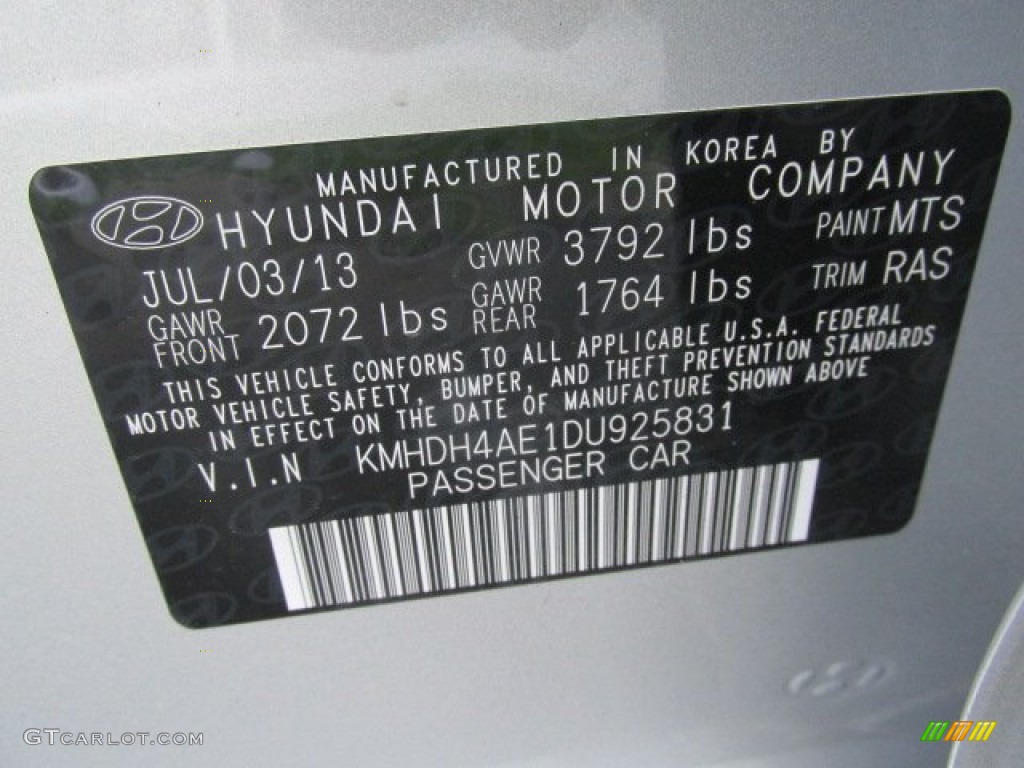 MANUFACTURED IN KOREA BY
HYUNDAI MOTOR COMPANY
JUL/03/13 GVWR 3792 lbs PAINT MTS
GAWR FRONT 2072 lbs GAWR REAR 1764 lbs TRIM RAS
THIS VEHICLE CONFORMS TO ALL APPLICABLE U.S.A. FEDERAL
MOTOR VEHICLE SAFETY, BUMPER, AND THEFT PREVENTION STANDARDS
IN EFFECT ON THE DATE OF MANUFACTURE SHOWN ABOVE
V.I.N KMHDH4AE1DU925831
PASSENGER CAR
GTCARLOT.COM